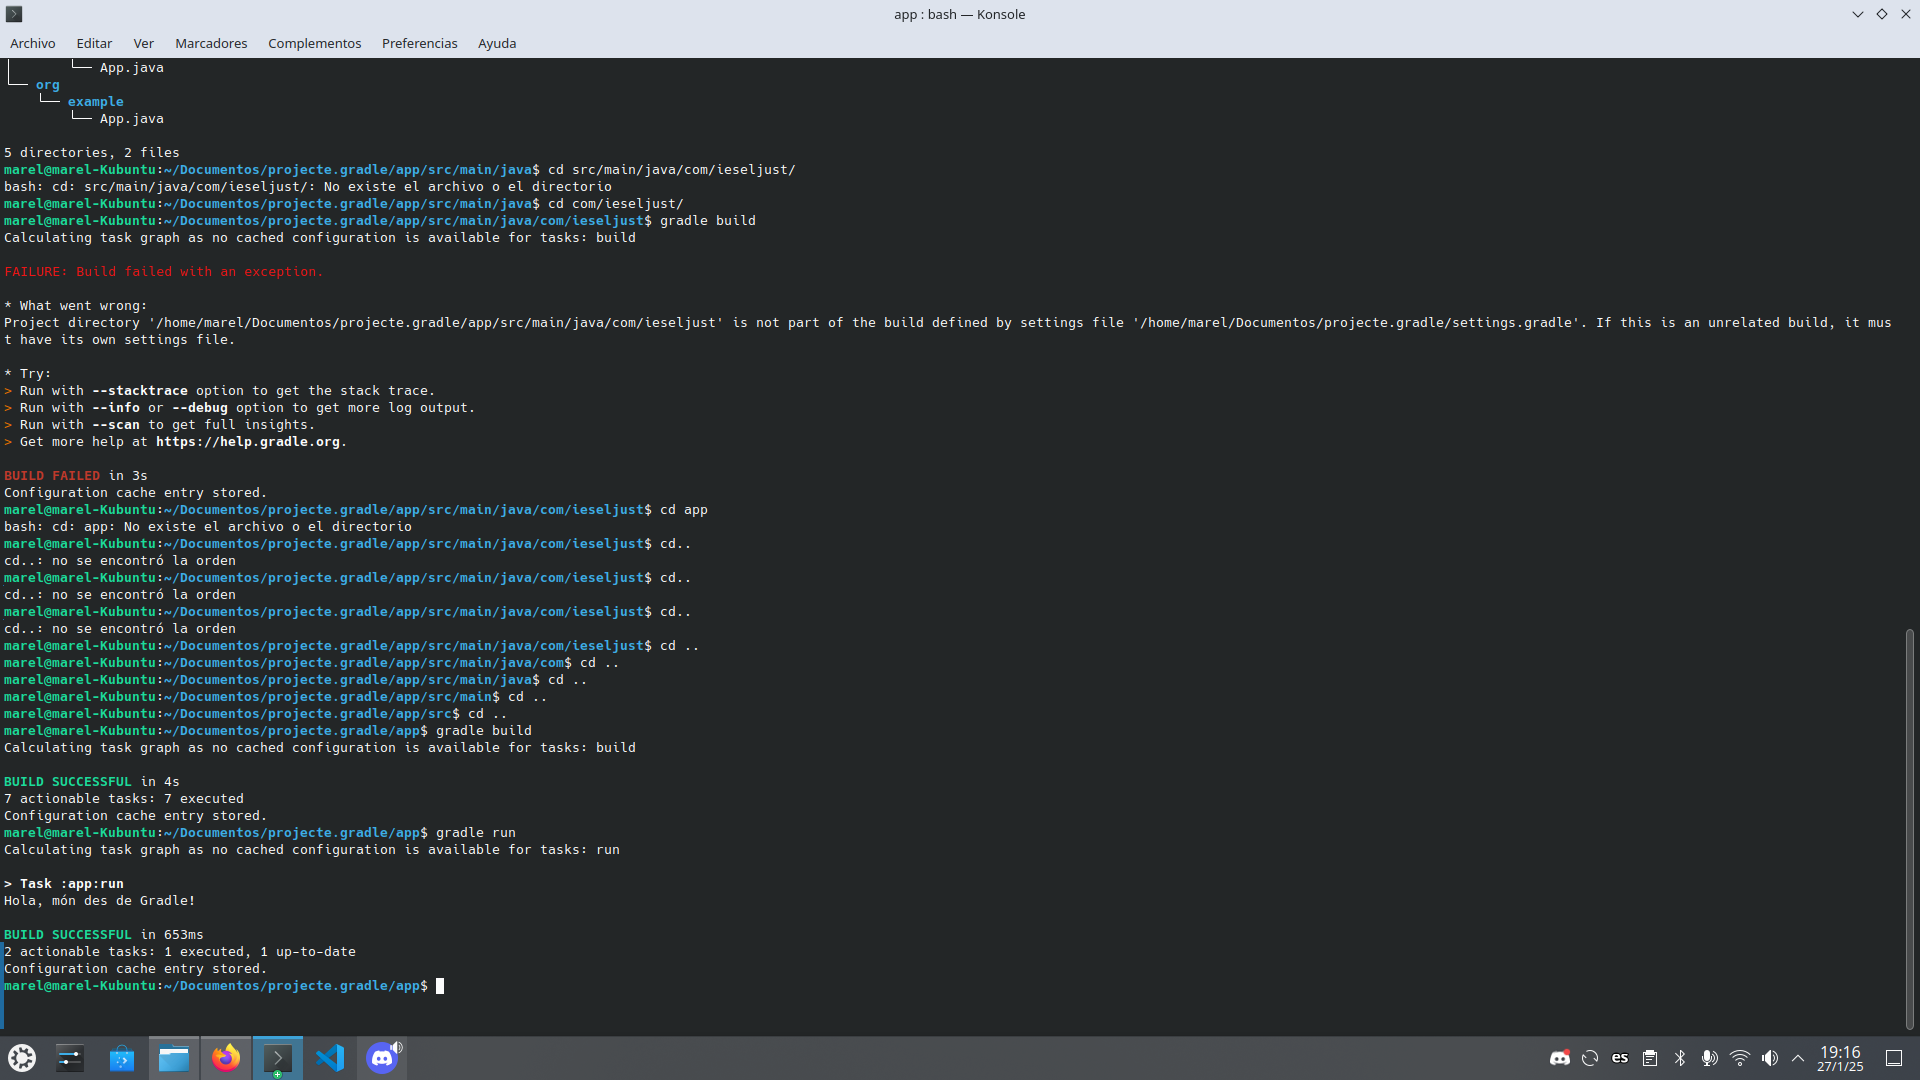 app : bash — Konsole
Archivo Editar Ver Marcadores Complementos Preferencias Ayuda
│       └── App.java
└── org
    └── example
        └── App.java

5 directories, 2 files
marel@marel-Kubuntu:~/Documentos/projecte.gradle/app/src/main/java$ cd src/main/java/com/ieseljust/
bash: cd: src/main/java/com/ieseljust/: No existe el archivo o el directorio
marel@marel-Kubuntu:~/Documentos/projecte.gradle/app/src/main/java$ cd com/ieseljust/
marel@marel-Kubuntu:~/Documentos/projecte.gradle/app/src/main/java/com/ieseljust$ gradle build
Calculating task graph as no cached configuration is available for tasks: build

FAILURE: Build failed with an exception.

* What went wrong:
Project directory '/home/marel/Documentos/projecte.gradle/app/src/main/java/com/ieseljust' is not part of the build defined by settings file '/home/marel/Documentos/projecte.gradle/settings.gradle'. If this is an unrelated build, it mus
t have its own settings file.

* Try:
> Run with --stacktrace option to get the stack trace.
> Run with --info or --debug option to get more log output.
> Run with --scan to get full insights.
> Get more help at https://help.gradle.org.

BUILD FAILED in 3s
Configuration cache entry stored.
marel@marel-Kubuntu:~/Documentos/projecte.gradle/app/src/main/java/com/ieseljust$ cd app
bash: cd: app: No existe el archivo o el directorio
marel@marel-Kubuntu:~/Documentos/projecte.gradle/app/src/main/java/com/ieseljust$ cd..
cd..: no se encontró la orden
marel@marel-Kubuntu:~/Documentos/projecte.gradle/app/src/main/java/com/ieseljust$ cd..
cd..: no se encontró la orden
marel@marel-Kubuntu:~/Documentos/projecte.gradle/app/src/main/java/com/ieseljust$ cd..
cd..: no se encontró la orden
marel@marel-Kubuntu:~/Documentos/projecte.gradle/app/src/main/java/com/ieseljust$ cd ..
marel@marel-Kubuntu:~/Documentos/projecte.gradle/app/src/main/java/com$ cd ..
marel@marel-Kubuntu:~/Documentos/projecte.gradle/app/src/main/java$ cd ..
marel@marel-Kubuntu:~/Documentos/projecte.gradle/app/src/main$ cd ..
marel@marel-Kubuntu:~/Documentos/projecte.gradle/app/src$ cd ..
marel@marel-Kubuntu:~/Documentos/projecte.gradle/app$ gradle build
Calculating task graph as no cached configuration is available for tasks: build

BUILD SUCCESSFUL in 4s
7 actionable tasks: 7 executed
Configuration cache entry stored.
marel@marel-Kubuntu:~/Documentos/projecte.gradle/app$ gradle run
Calculating task graph as no cached configuration is available for tasks: run

> Task :app:run
Hola, món des de Gradle!

BUILD SUCCESSFUL in 653ms
2 actionable tasks: 1 executed, 1 up-to-date
Configuration cache entry stored.
marel@marel-Kubuntu:~/Documentos/projecte.gradle/app$
es
19:16
27/1/25